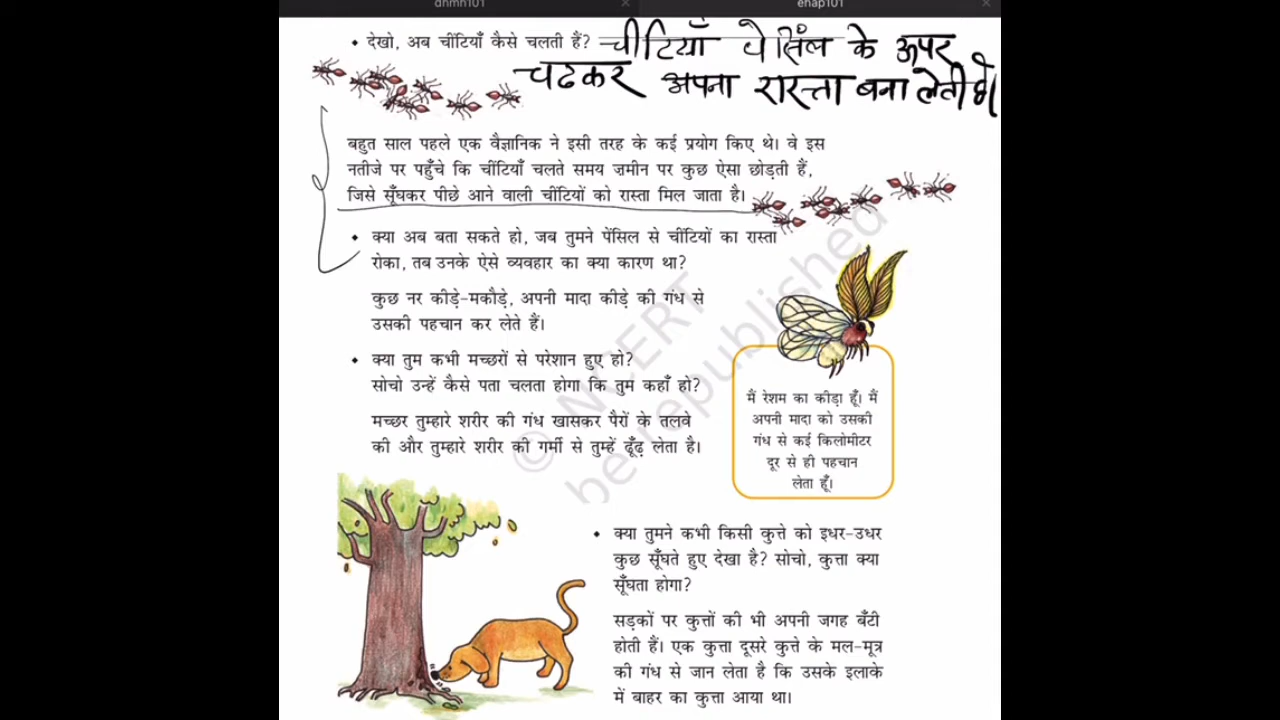 dhmh101
ehap101
• देखो, अब चींटियाँ कैसे चलती हैं? चीटियाँ पेसिंल के ऊपर
चढकर अपना रास्ता बना लेती है।
बहुत साल पहले एक वैज्ञानिक ने इसी तरह के कई प्रयोग किए थे। वे इस
नतीजे पर पहुँचे कि चींटियाँ चलते समय ज़मीन पर कुछ ऐसा छोड़ती हैं,
जिसे सूँघकर पीछे आने वाली चींटियों को रास्ता मिल जाता है।
• क्या अब बता सकते हो, जब तुमने पेंसिल से चींटियों का रास्ता
रोका, तब उनके ऐसे व्यवहार का क्या कारण था?
कुछ नर कीड़े-मकौड़े, अपनी मादा कीड़े की गंध से
उसकी पहचान कर लेते हैं।
• क्या तुम कभी मच्छरों से परेशान हुए हो?
सोचो उन्हें कैसे पता चलता होगा कि तुम कहाँ हो?
मच्छर तुम्हारे शरीर की गंध खासकर पैरों के तलवे
की और तुम्हारे शरीर की गर्मी से तुम्हें ढूँढ़ लेता है।
मैं रेशम का कीड़ा हूँ। मैं
अपनी मादा को उसकी
गंध से कई किलोमीटर
दूर से ही पहचान
लेता हूँ।
• क्या तुमने कभी किसी कुत्ते को इधर-उधर
कुछ सूँघते हुए देखा है? सोचो, कुत्ता क्या
सूँघता होगा?
सड़कों पर कुत्तों की भी अपनी जगह बँटी
होती हैं। एक कुत्ता दूसरे कुत्ते के मल-मूत्र
की गंध से जान लेता है कि उसके इलाके
में बाहर का कुत्ता आया था।
© NCERT
be republished